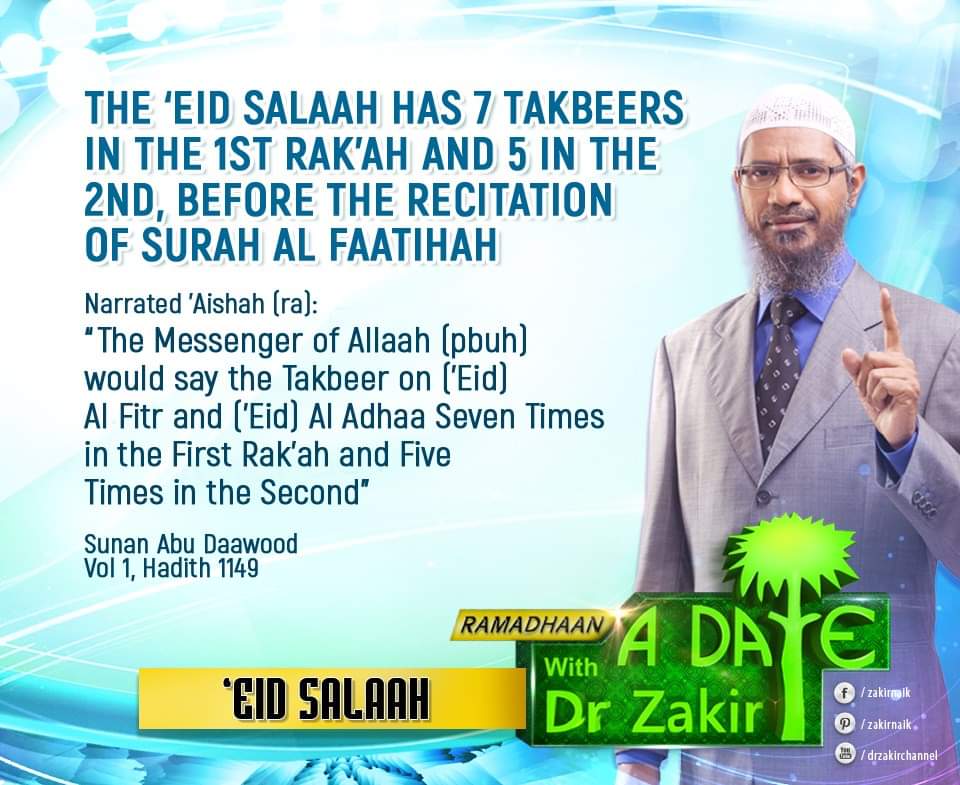 THE ‘EID SALAAH HAS 7 TAKBEERS
IN THE 1ST RAK’AH AND 5 IN THE
2ND, BEFORE THE RECITATION
OF SURAH AL FAATIHAH
Narrated ’Aishah (ra):
“The Messenger of Allaah (pbuh)
would say the Takbeer on (’Eid)
Al Fitr and (’Eid) Al Adhaa Seven Times
in the First Rak’ah and Five
Times in the Second”
Sunan Abu Daawood
Vol 1, Hadith 1149
RAMADHAAN
A DATE
With
Dr Zakir
‘EID SALAAH
f / zakirnaik
/ zakirnaik
You Tube / drzakirchannel